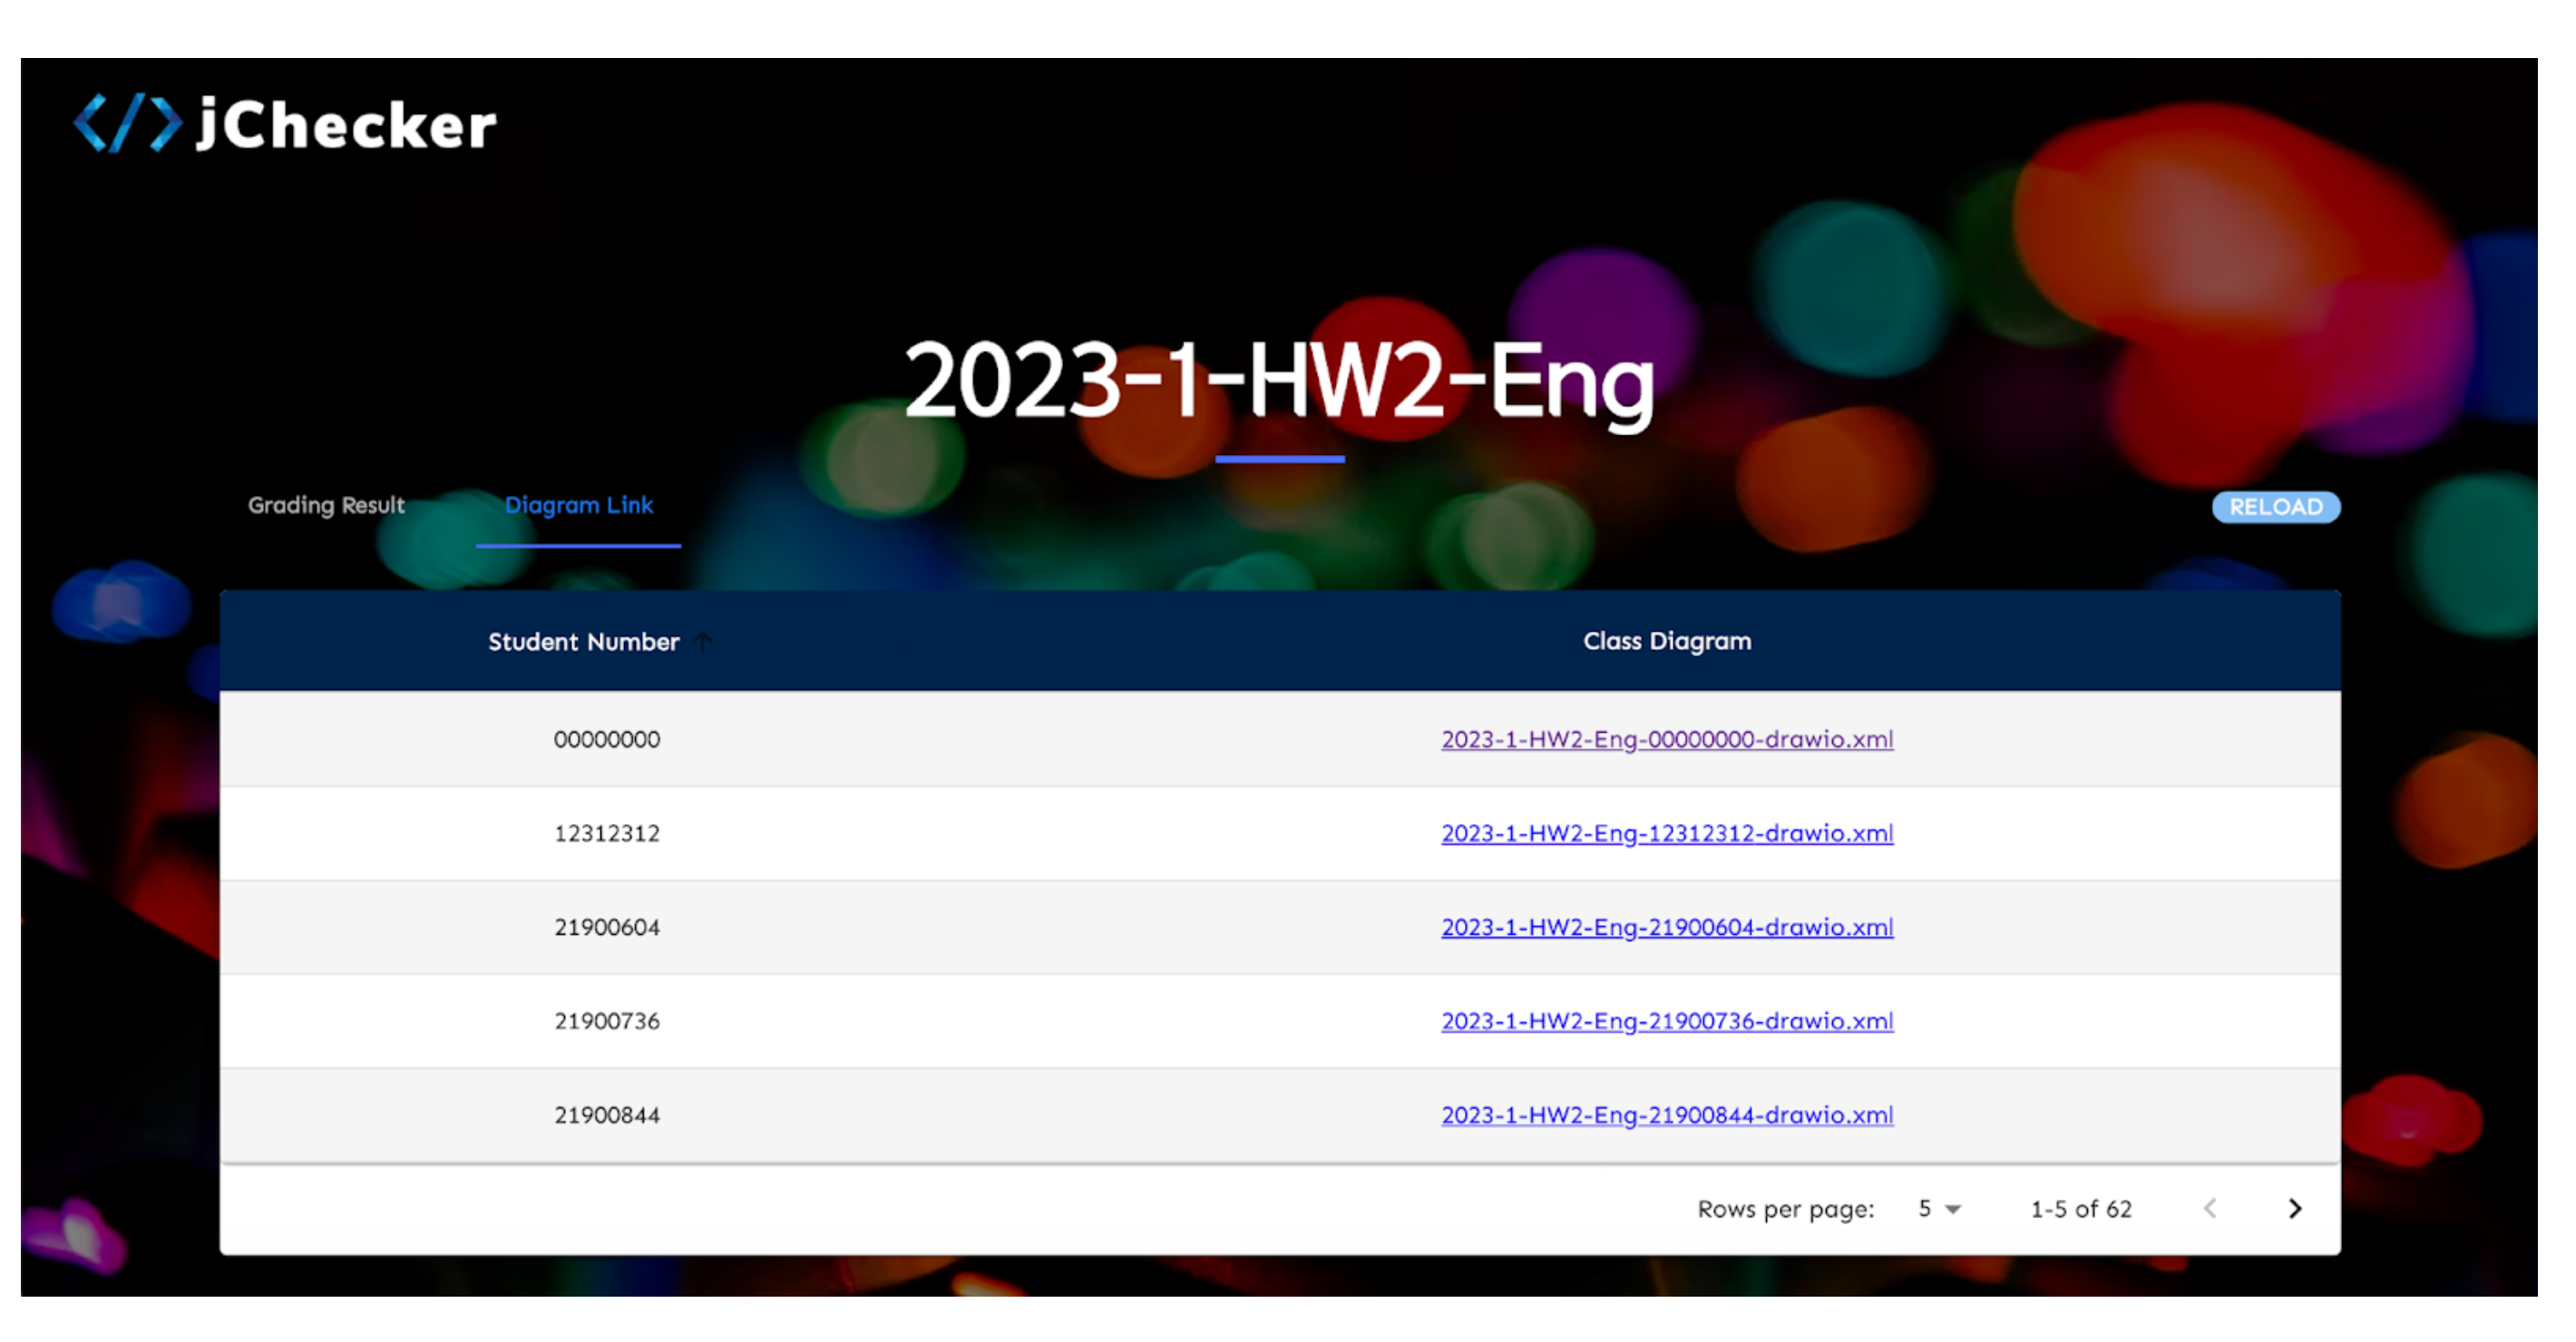 </> jChecker
2023-1-HW2-Eng
Grading Result Diagram Link RELOAD
Student Number ↑ Class Diagram
00000000 2023-1-HW2-Eng-00000000-drawio.xml
12312312 2023-1-HW2-Eng-12312312-drawio.xml
21900604 2023-1-HW2-Eng-21900604-drawio.xml
21900736 2023-1-HW2-Eng-21900736-drawio.xml
21900844 2023-1-HW2-Eng-21900844-drawio.xml
Rows per page: 5 1-5 of 62